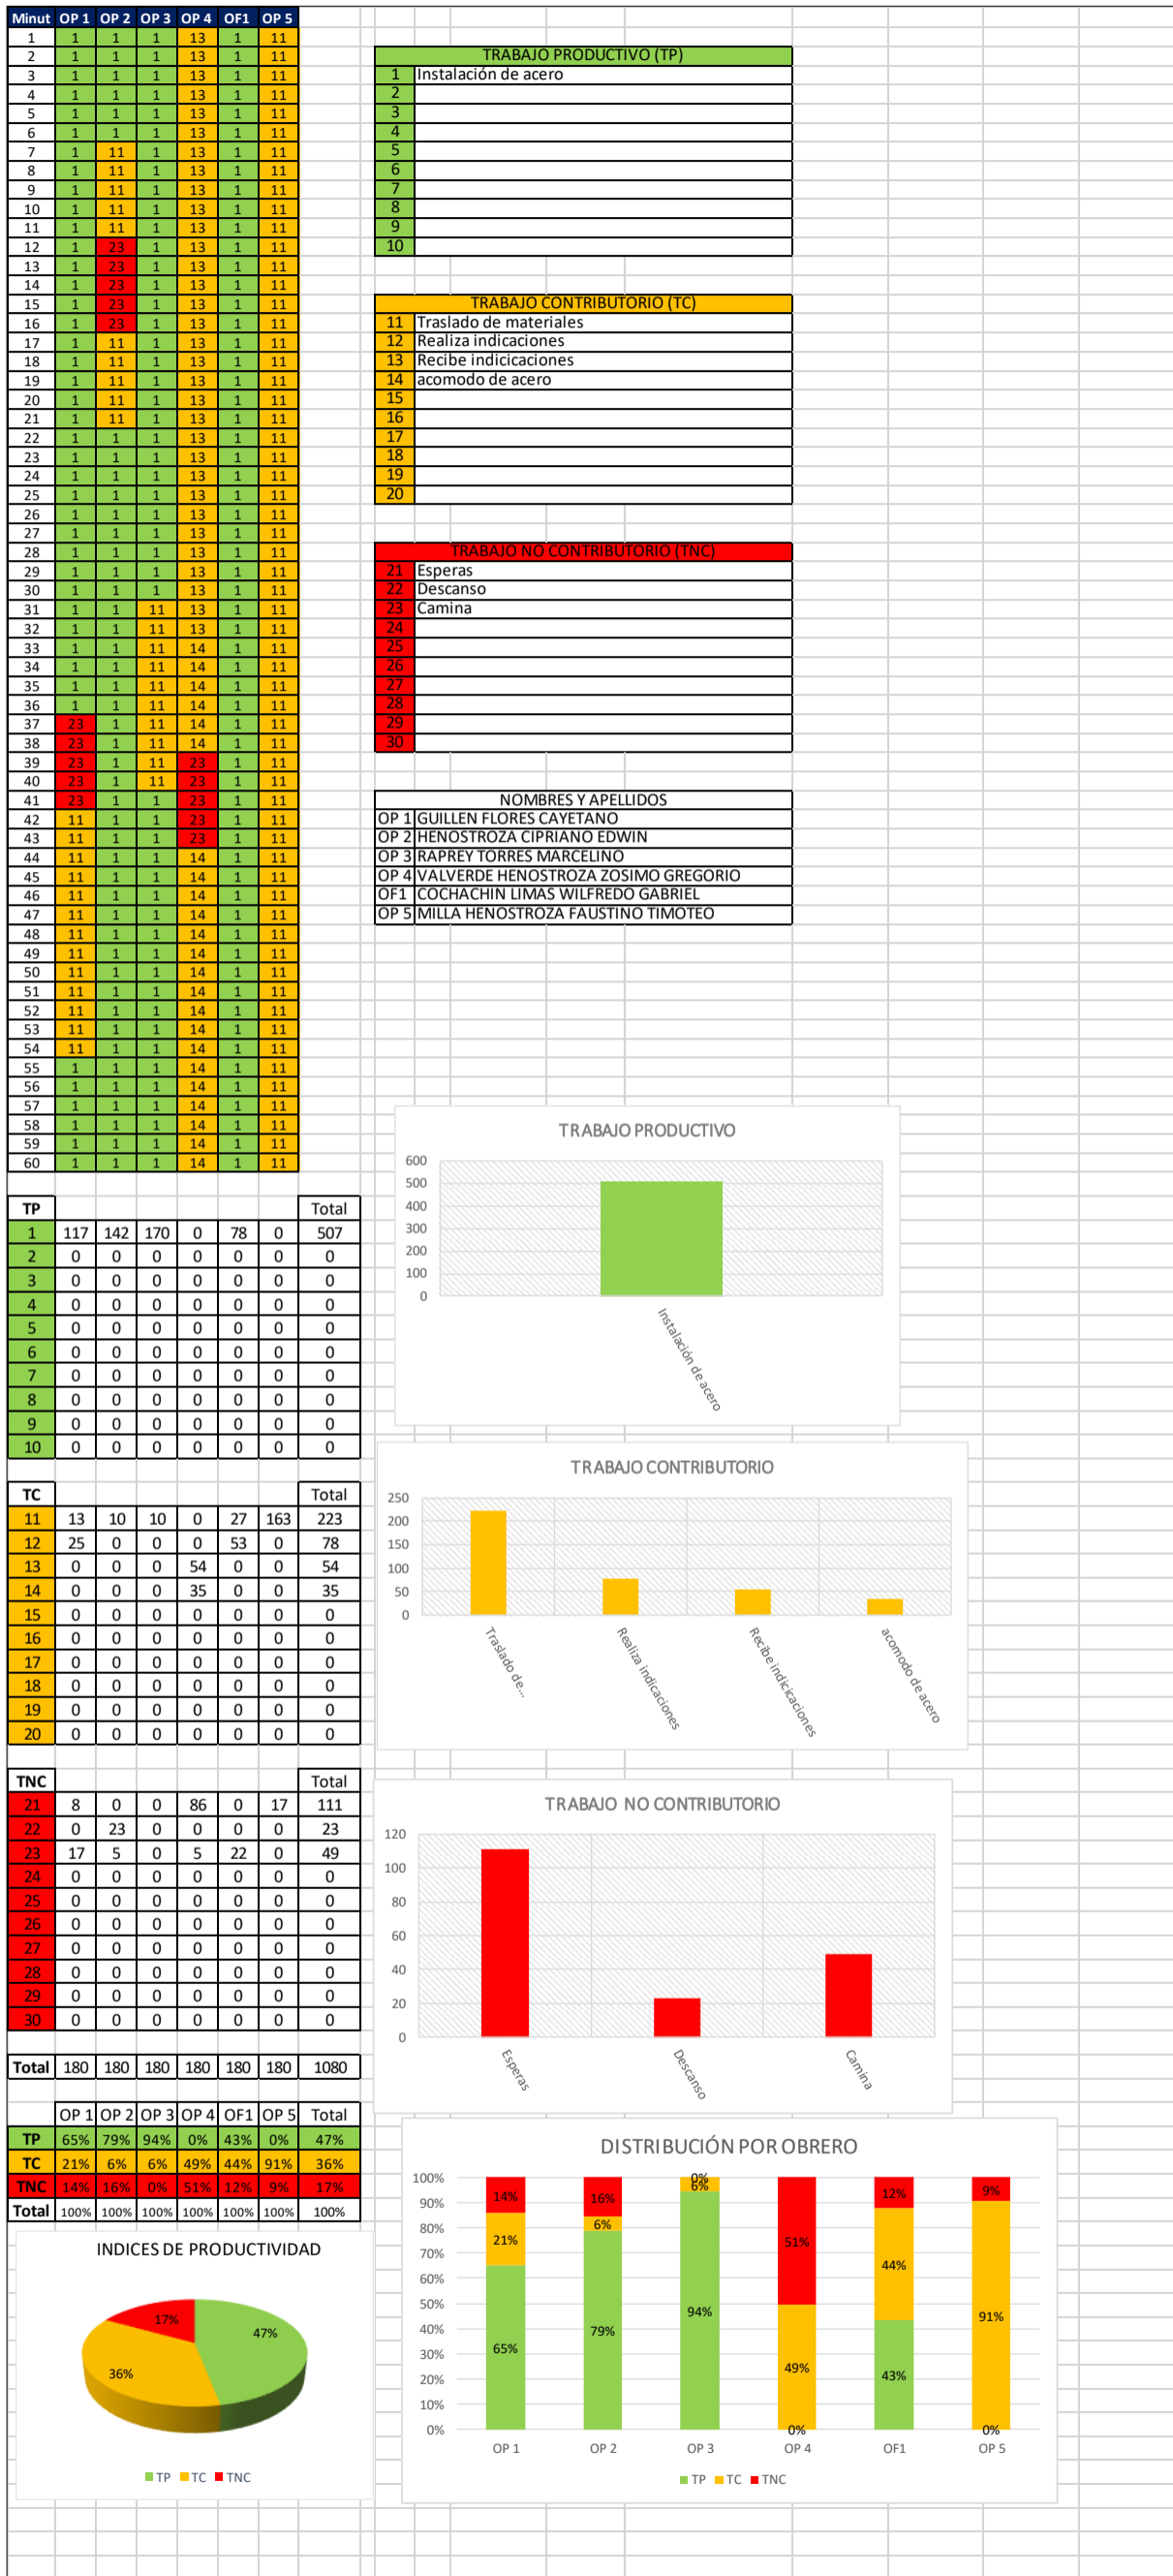 Minut OP 1 OP 2 OP 3 OP 4 OF1 OP 5
1 1 1 1 13 1 11
2 1 1 1 13 1 11
3 1 1 1 13 1 11
4 1 1 1 13 1 11
5 1 1 1 13 1 11
6 1 1 1 13 1 11
7 1 11 1 13 1 11
8 1 11 1 13 1 11
9 1 11 1 13 1 11
10 1 11 1 13 1 11
11 1 11 1 13 1 11
12 1 23 1 13 1 11
13 1 23 1 13 1 11
14 1 23 1 13 1 11
15 1 23 1 13 1 11
16 1 23 1 13 1 11
17 1 11 1 13 1 11
18 1 11 1 13 1 11
19 1 11 1 13 1 11
20 1 11 1 13 1 11
21 1 11 1 13 1 11
22 1 1 1 13 1 11
23 1 1 1 13 1 11
24 1 1 1 13 1 11
25 1 1 1 13 1 11
26 1 1 1 13 1 11
27 1 1 1 13 1 11
28 1 1 1 13 1 11
29 1 1 1 13 1 11
30 1 1 1 13 1 11
31 1 1 11 13 1 11
32 1 1 11 13 1 11
33 1 1 11 14 1 11
34 1 1 11 14 1 11
35 1 1 11 14 1 11
36 1 1 11 14 1 11
37 23 1 11 14 1 11
38 23 1 11 14 1 11
39 23 1 11 23 1 11
40 23 1 11 23 1 11
41 23 1 1 23 1 11
42 11 1 1 23 1 11
43 11 1 1 23 1 11
44 11 1 1 14 1 11
45 11 1 1 14 1 11
46 11 1 1 14 1 11
47 11 1 1 14 1 11
48 11 1 1 14 1 11
49 11 1 1 14 1 11
50 11 1 1 14 1 11
51 11 1 1 14 1 11
52 11 1 1 14 1 11
53 11 1 1 14 1 11
54 11 1 1 14 1 11
55 1 1 1 14 1 11
56 1 1 1 14 1 11
57 1 1 1 14 1 11
58 1 1 1 14 1 11
59 1 1 1 14 1 11
60 1 1 1 14 1 11
TRABAJO PRODUCTIVO (TP)
1 Instalación de acero
2
3
4
5
6
7
8
9
10
TRABAJO CONTRIBUTORIO (TC)
11 Traslado de materiales
12 Realiza indicaciones
13 Recibe indicicaciones
14 acomodo de acero
15
16
17
18
19
20
TRABAJO NO CONTRIBUTORIO (TNC)
21 Esperas
22 Descanso
23 Camina
24
25
26
27
28
29
30
NOMBRES Y APELLIDOS
OP 1 GUILLEN FLORES CAYETANO
OP 2 HENOSTROZA CIPRIANO EDWIN
OP 3 RAPREY TORRES MARCELINO
OP 4 VALVERDE HENOSTROZA ZOSIMO GREGORIO
OF1 COCHACHIN LIMAS WILFREDO GABRIEL
OP 5 MILLA HENOSTROZA FAUSTINO TIMOTEO
TP Total
1 117 142 170 0 78 0 507
2 0 0 0 0 0 0 0
3 0 0 0 0 0 0 0
4 0 0 0 0 0 0 0
5 0 0 0 0 0 0 0
6 0 0 0 0 0 0 0
7 0 0 0 0 0 0 0
8 0 0 0 0 0 0 0
9 0 0 0 0 0 0 0
10 0 0 0 0 0 0 0
TRABAJO PRODUCTIVO
600
500
400
300
200
100
0
Instalación de acero
TC Total
11 13 10 10 0 27 163 223
12 25 0 0 0 53 0 78
13 0 0 0 54 0 0 54
14 0 0 0 35 0 0 35
15 0 0 0 0 0 0 0
16 0 0 0 0 0 0 0
17 0 0 0 0 0 0 0
18 0 0 0 0 0 0 0
19 0 0 0 0 0 0 0
20 0 0 0 0 0 0 0
TRABAJO CONTRIBUTORIO
250
200
150
100
50
0
Traslado de...
Realiza indicaciones
Recibe indicicaciones
acomodo de acero
TNC Total
21 8 0 0 86 0 17 111
22 0 23 0 0 0 0 23
23 17 5 0 5 22 0 49
24 0 0 0 0 0 0 0
25 0 0 0 0 0 0 0
26 0 0 0 0 0 0 0
27 0 0 0 0 0 0 0
28 0 0 0 0 0 0 0
29 0 0 0 0 0 0 0
30 0 0 0 0 0 0 0
TRABAJO NO CONTRIBUTORIO
120
100
80
60
40
20
0
Esperas
Descanso
Camina
Total 180 180 180 180 180 180 1080
OP 1 OP 2 OP 3 OP 4 OF1 OP 5 Total
TP 65% 79% 94% 0% 43% 0% 47%
TC 21% 6% 6% 49% 44% 91% 36%
TNC 14% 16% 0% 51% 12% 9% 17%
Total 100% 100% 100% 100% 100% 100% 100%
INDICES DE PRODUCTIVIDAD
17%
47%
36%
TP TC TNC
DISTRIBUCIÓN POR OBRERO
100%
90%
80%
70%
60%
50%
40%
30%
20%
10%
0%
14% 16% 0% 51% 12% 9%
21% 6% 6% 49% 44% 91%
65% 79% 94% 0% 43% 0%
OP 1 OP 2 OP 3 OP 4 OF1 OP 5
TP TC TNC